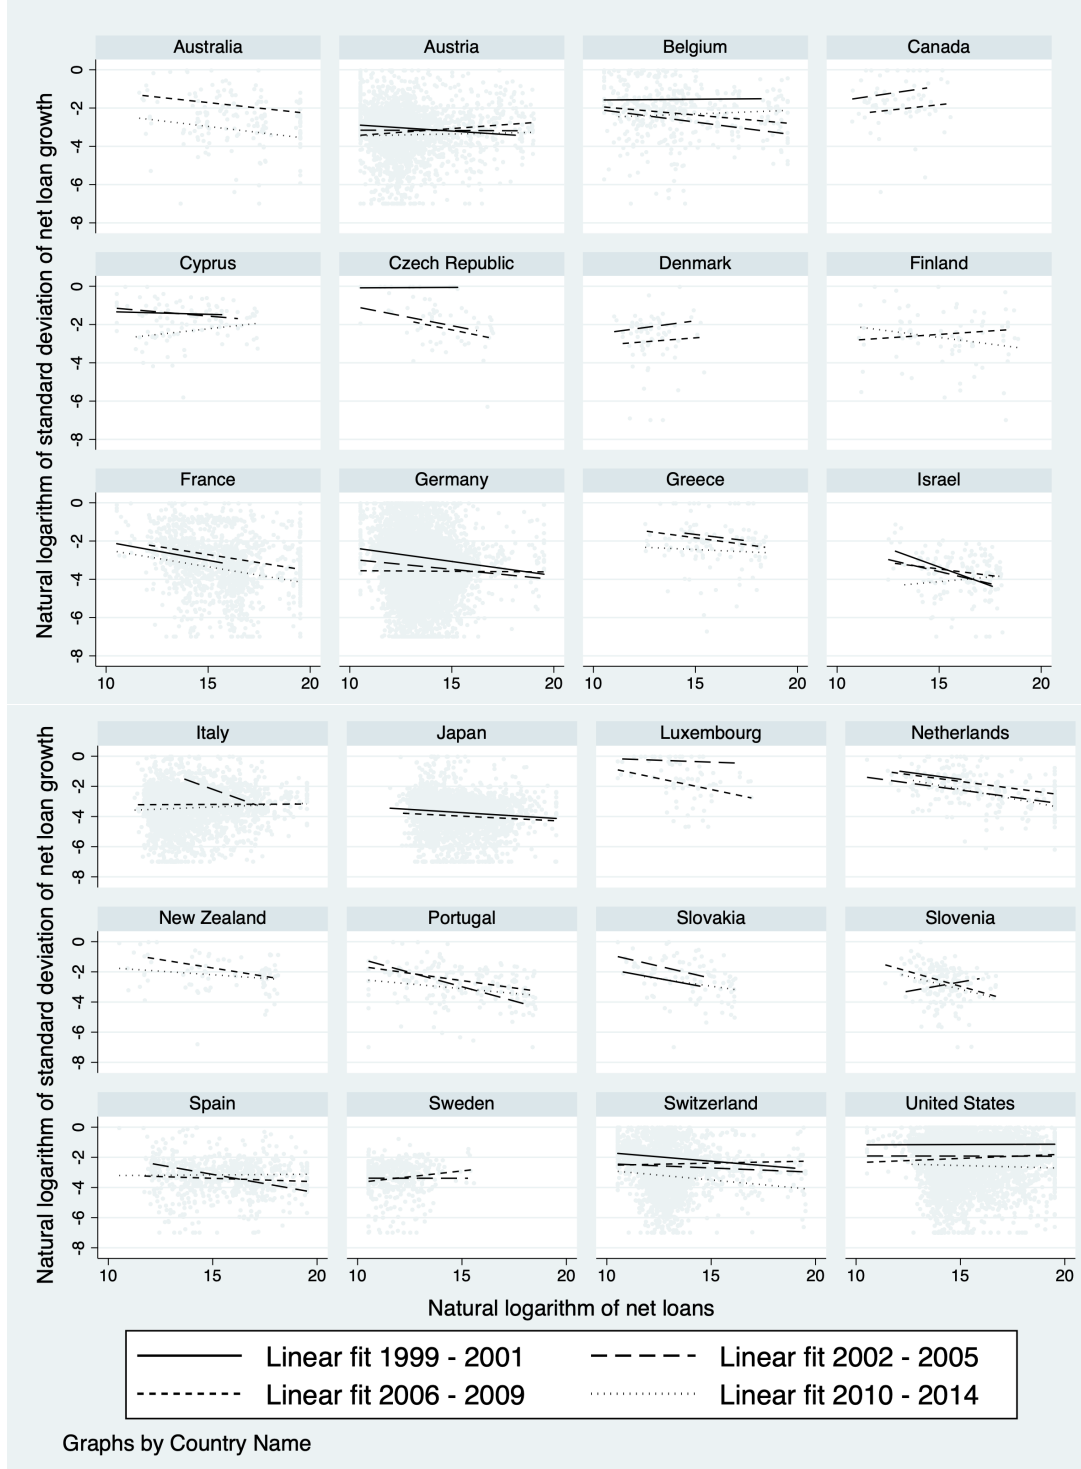 Natural logarithm of standard deviation of net loan growth
Australia Austria Belgium Canada
0
-2
-4
-6
-8
Cyprus Czech Republic Denmark Finland
0
-2
-4
-6
-8
France Germany Greece Israel
0
-2
-4
-6
-8
10 15 20 10 15 20 10 15 20 10 15 20
Natural logarithm of standard deviation of net loan growth
Italy Japan Luxembourg Netherlands
0
-2
-4
-6
-8
New Zealand Portugal Slovakia Slovenia
0
-2
-4
-6
-8
Spain Sweden Switzerland United States
0
-2
-4
-6
-8
10 15 20 10 15 20 10 15 20 10 15 20
Natural logarithm of net loans
Linear fit 1999 - 2001 Linear fit 2002 - 2005
Linear fit 2006 - 2009 Linear fit 2010 - 2014
Graphs by Country Name